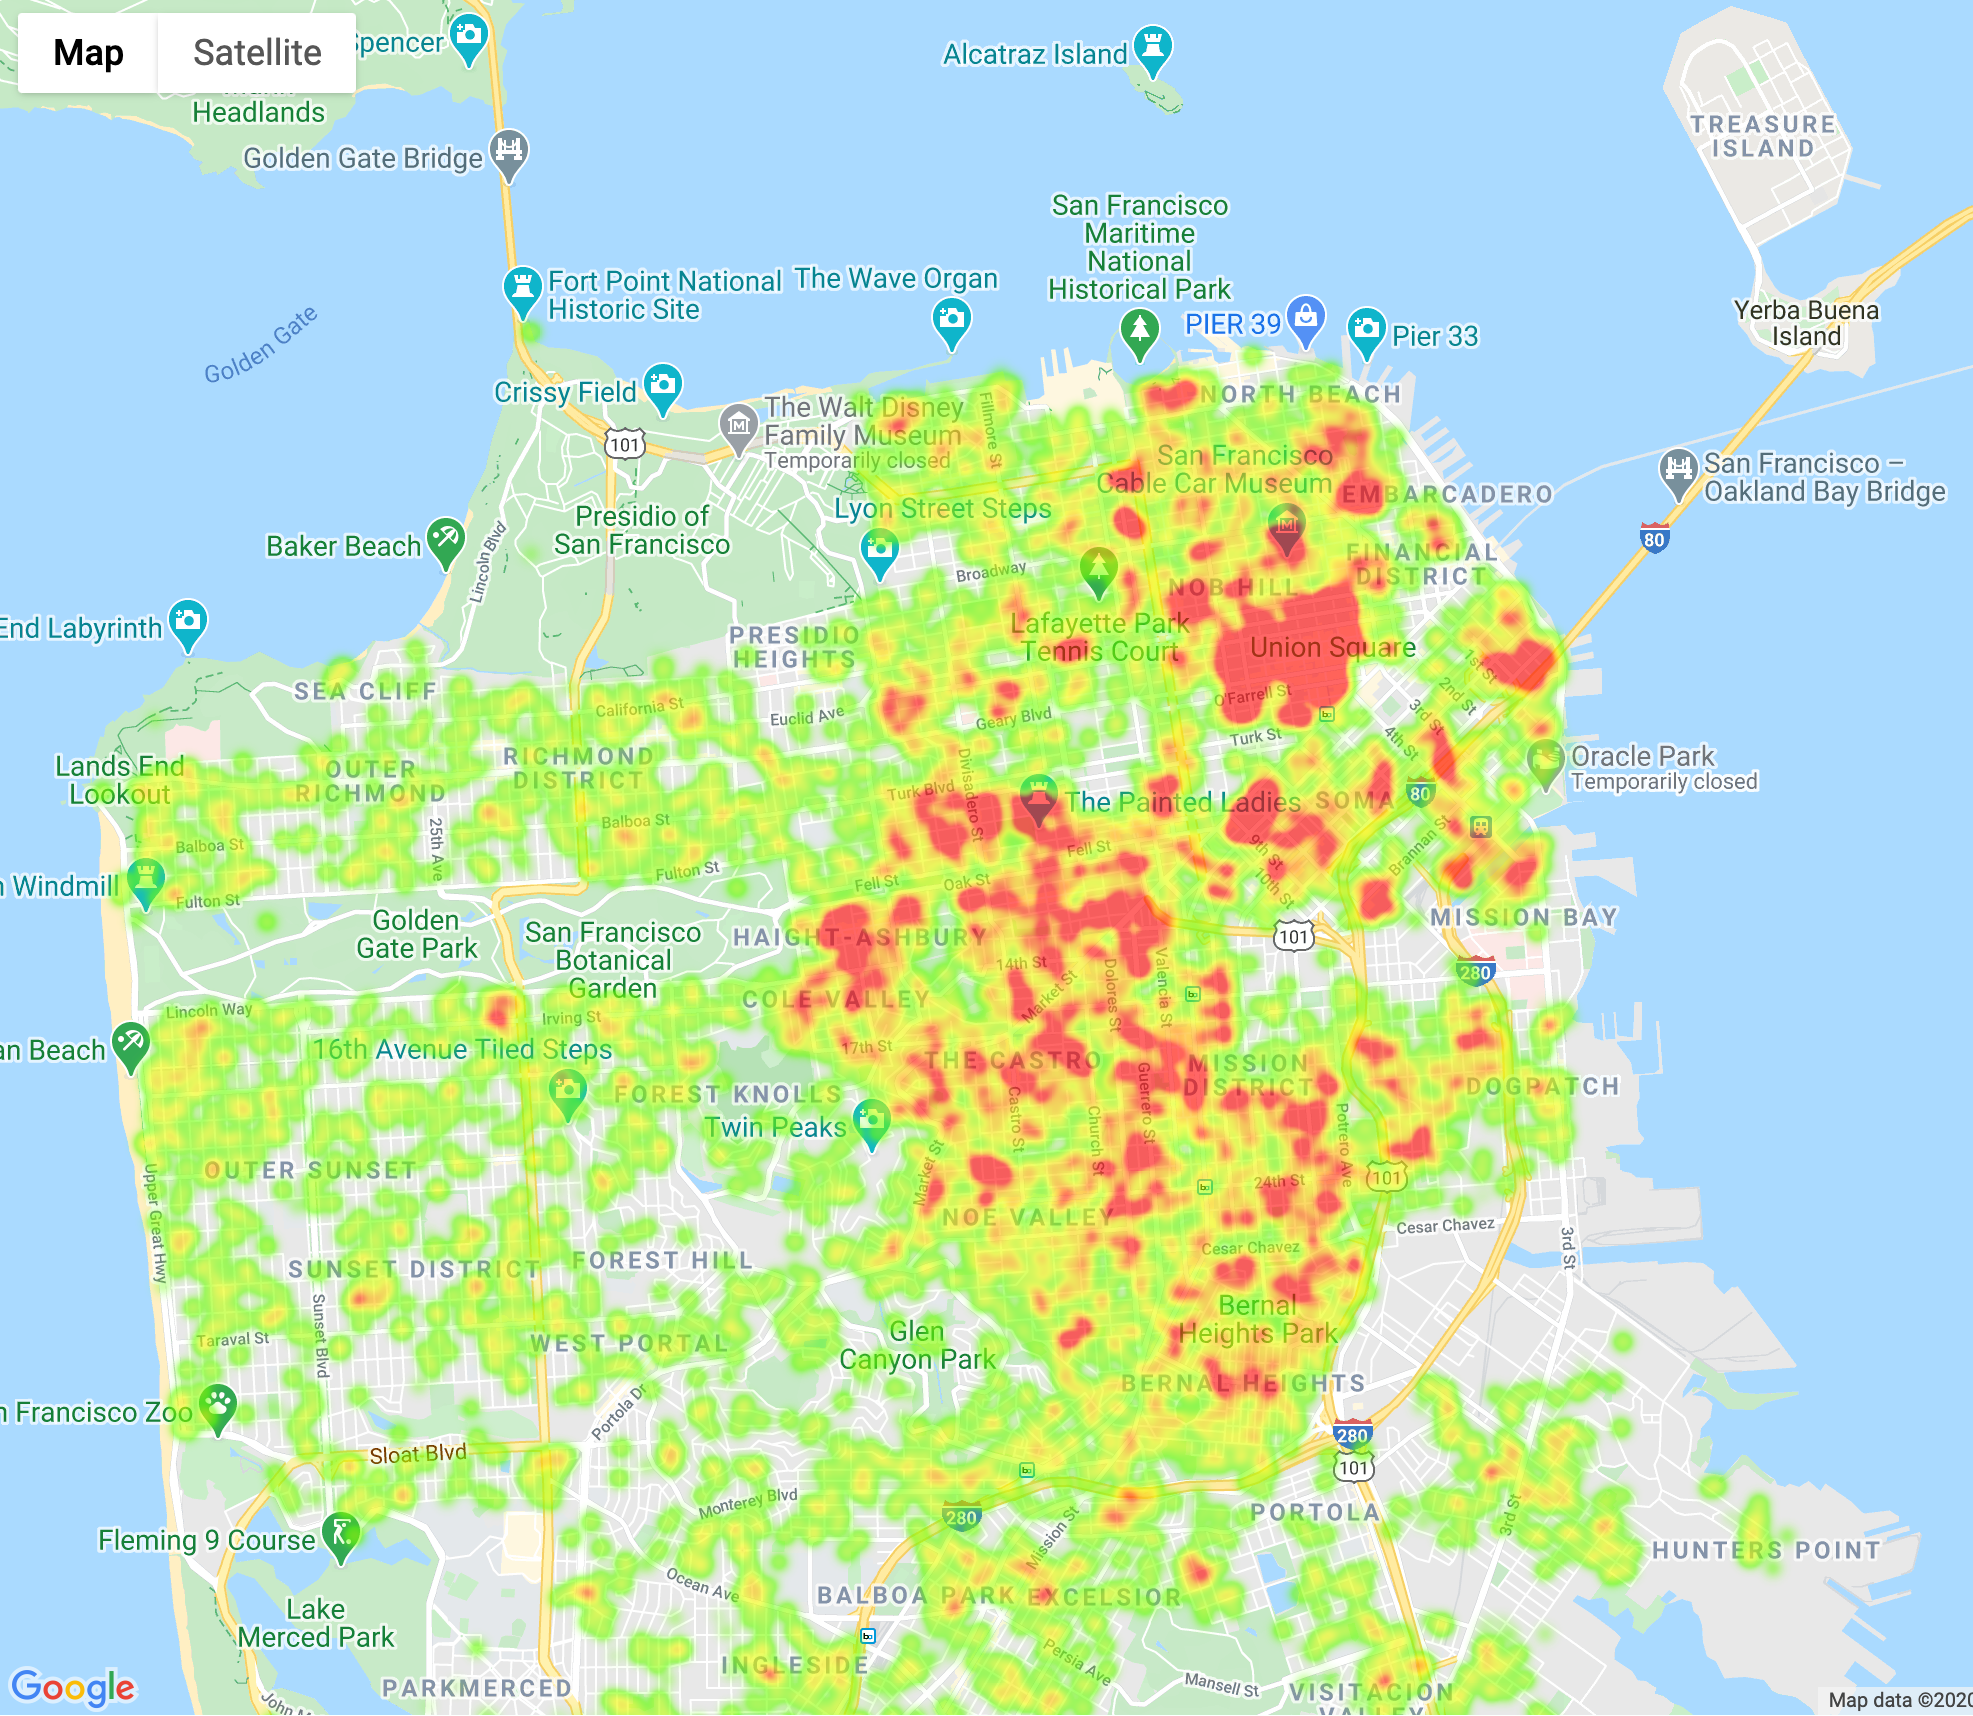 Map
Satellite
Spencer
Headlands
Alcatraz Island
TREASURE
ISLAND
Golden Gate Bridge
San Francisco
Maritime
National
Historical Park
Fort Point National
Historic Site
The Wave Organ
PIER 39
Pier 33
Yerba Buena
Island
Golden Gate
Crissy Field
The Walt Disney
Family Museum
Temporarily closed
Fillmore St
NORTH BEACH
101
San Francisco
Cable Car Museum
EMBARCADERO
San Francisco –
Oakland Bay Bridge
80
Lyon Street Steps
Presidio of
San Francisco
Baker Beach
Lincoln Blvd
Broadway
FINANCIAL
DISTRICT
NOB HILL
End Labyrinth
PRESIDIO
HEIGHTS
Lafayette Park
Tennis Court
Union Square
SEA CLIFF
California St
Euclid Ave
Geary Blvd
O'Farrell St
1st St
2nd St
3rd St
4th St
Turk St
Lands End
Lookout
OUTER
RICHMOND
RICHMOND
DISTRICT
Oracle Park
Temporarily closed
Turk Blvd
Divisadero St
The Painted Ladies
SOMA
80
Balboa St
25th Ave
Balboa St
Fell St
9th St
10th St
Brannan St
n Windmill
Fulton St
Fulton St
Fell St
Oak St
Golden
Gate Park
San Francisco
Botanical
Garden
HAIGHT-ASHBURY
101
MISSION BAY
14th St
Market St
Dolores St
Valencia St
280
COLE VALLEY
Lincoln Way
Irving St
an Beach
16th Avenue Tiled Steps
17th St
THE CASTRO
MISSION
DISTRICT
DOGPATCH
FOREST KNOLLS
Twin Peaks
Castro St
Church St
Guerrero St
Potrero Ave
OUTER SUNSET
Market St
24th St
101
Upper Great Hwy
NOE VALLEY
Cesar Chavez
Cesar Chavez
3rd St
SUNSET DISTRICT
FOREST HILL
Sunset Blvd
Taraval St
WEST PORTAL
Glen
Canyon Park
Bernal
Heights Park
BERNAL HEIGHTS
n Francisco Zoo
Portola Dr
Sloat Blvd
280
101
Monterey Blvd
280
Mission St
PORTOLA
3rd St
Fleming 9 Course
HUNTERS POINT
Ocean Ave
BALBOA PARK
EXCELSIOR
Lake
Merced Park
INGLESIDE
Persia Ave
Mansell St
PARKMERCED
VISITACION
VALLEY
Google
Map data ©2020